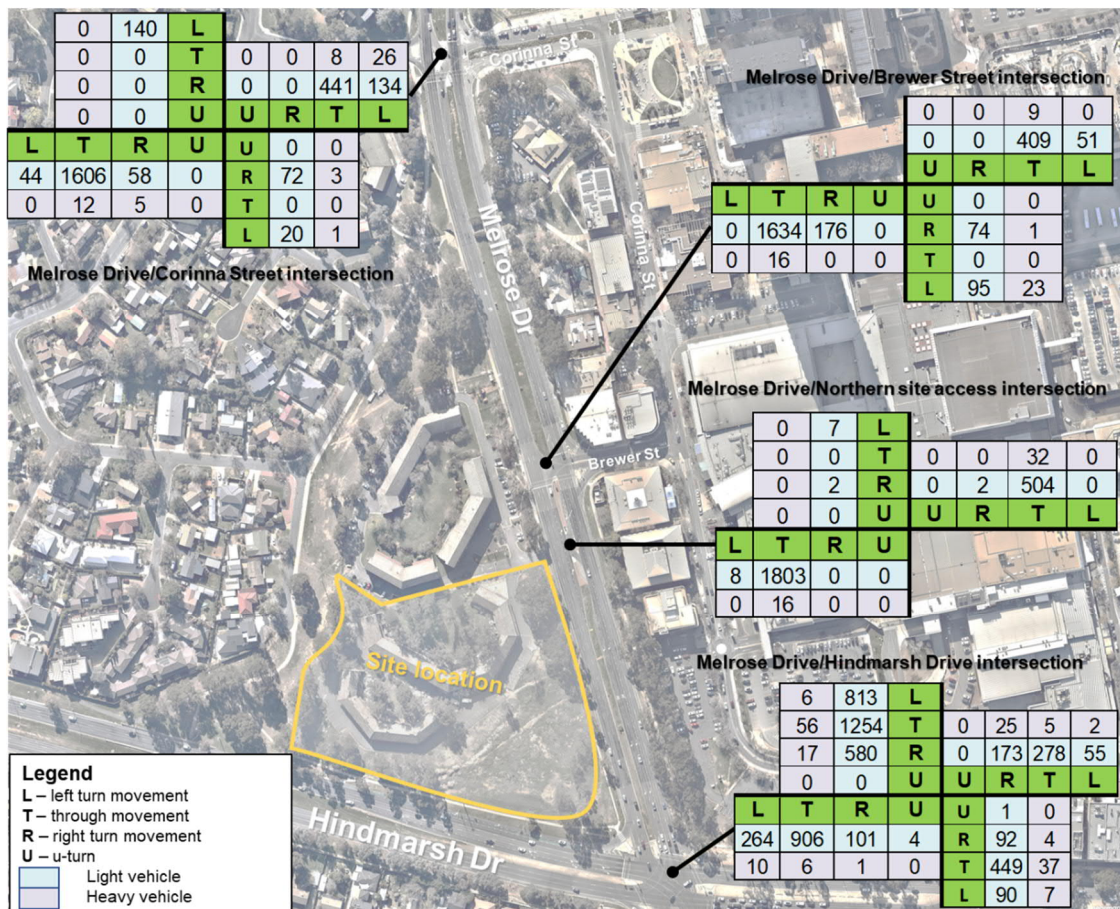 0 140 L
0 0 T 0 0 8 26
0 0 R 0 0 441 134
0 0 U U R T L
L T R U U 0 0
44 1606 58 0 R 72 3
0 12 5 0 T 0 0
L 20 1
Melrose Drive/Corinna Street intersection
Corinna St
Melrose Dr
Corinna St
Brewer St
Melrose Drive/Brewer Street intersection
0 0 9 0
0 0 409 51
U R T L
L T R U U 0 0
0 1634 176 0 R 74 1
0 16 0 0 T 0 0
L 95 23
Melrose Drive/Northern site access intersection
0 7 L
0 0 T 0 0 32 0
0 2 R 0 2 504 0
0 0 U U R T L
L T R U
8 1803 0 0
0 16 0 0
Site location
Melrose Drive/Hindmarsh Drive intersection
6 813 L
56 1254 T 0 25 5 2
17 580 R 0 173 278 55
0 0 U U R T L
L T R U U 1 0
264 906 101 4 R 92 4
10 6 1 0 T 449 37
L 90 7
Hindmarsh Dr
Legend
L – left turn movement
T – through movement
R – right turn movement
U – u-turn
Light vehicle
Heavy vehicle